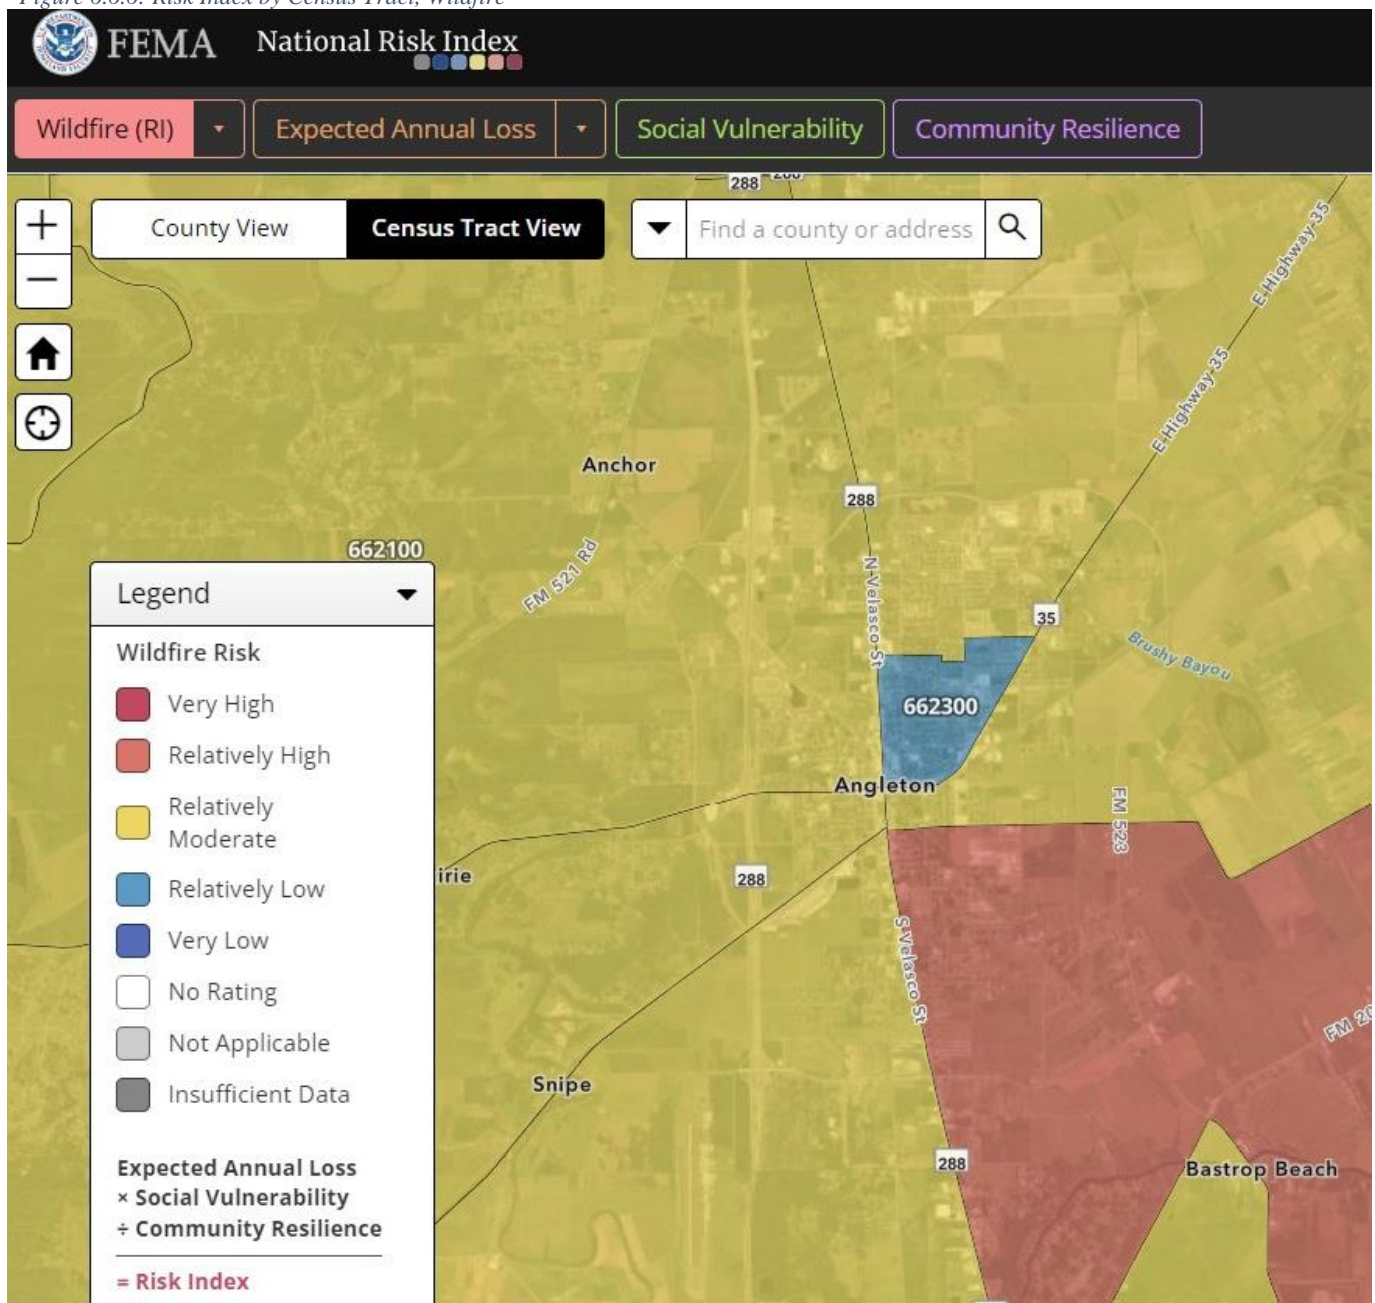 FEMA
National Risk Index
Wildfire (RI)
Expected Annual Loss
Social Vulnerability
Community Resilience
County View
Census Tract View
Find a county or address
288
E Highway 35
E Highway 35
Anchor
288
662100
FM 521 Rd
N Velasco St
35
Brushy Bayou
662300
Angleton
FM 523
irie
288
S Velasco St
FM 20
Snipe
288
Bastrop Beach
Legend
Wildfire Risk
Very High
Relatively High
Relatively
Moderate
Relatively Low
Very Low
No Rating
Not Applicable
Insufficient Data
Expected Annual Loss
× Social Vulnerability
÷ Community Resilience
= Risk Index